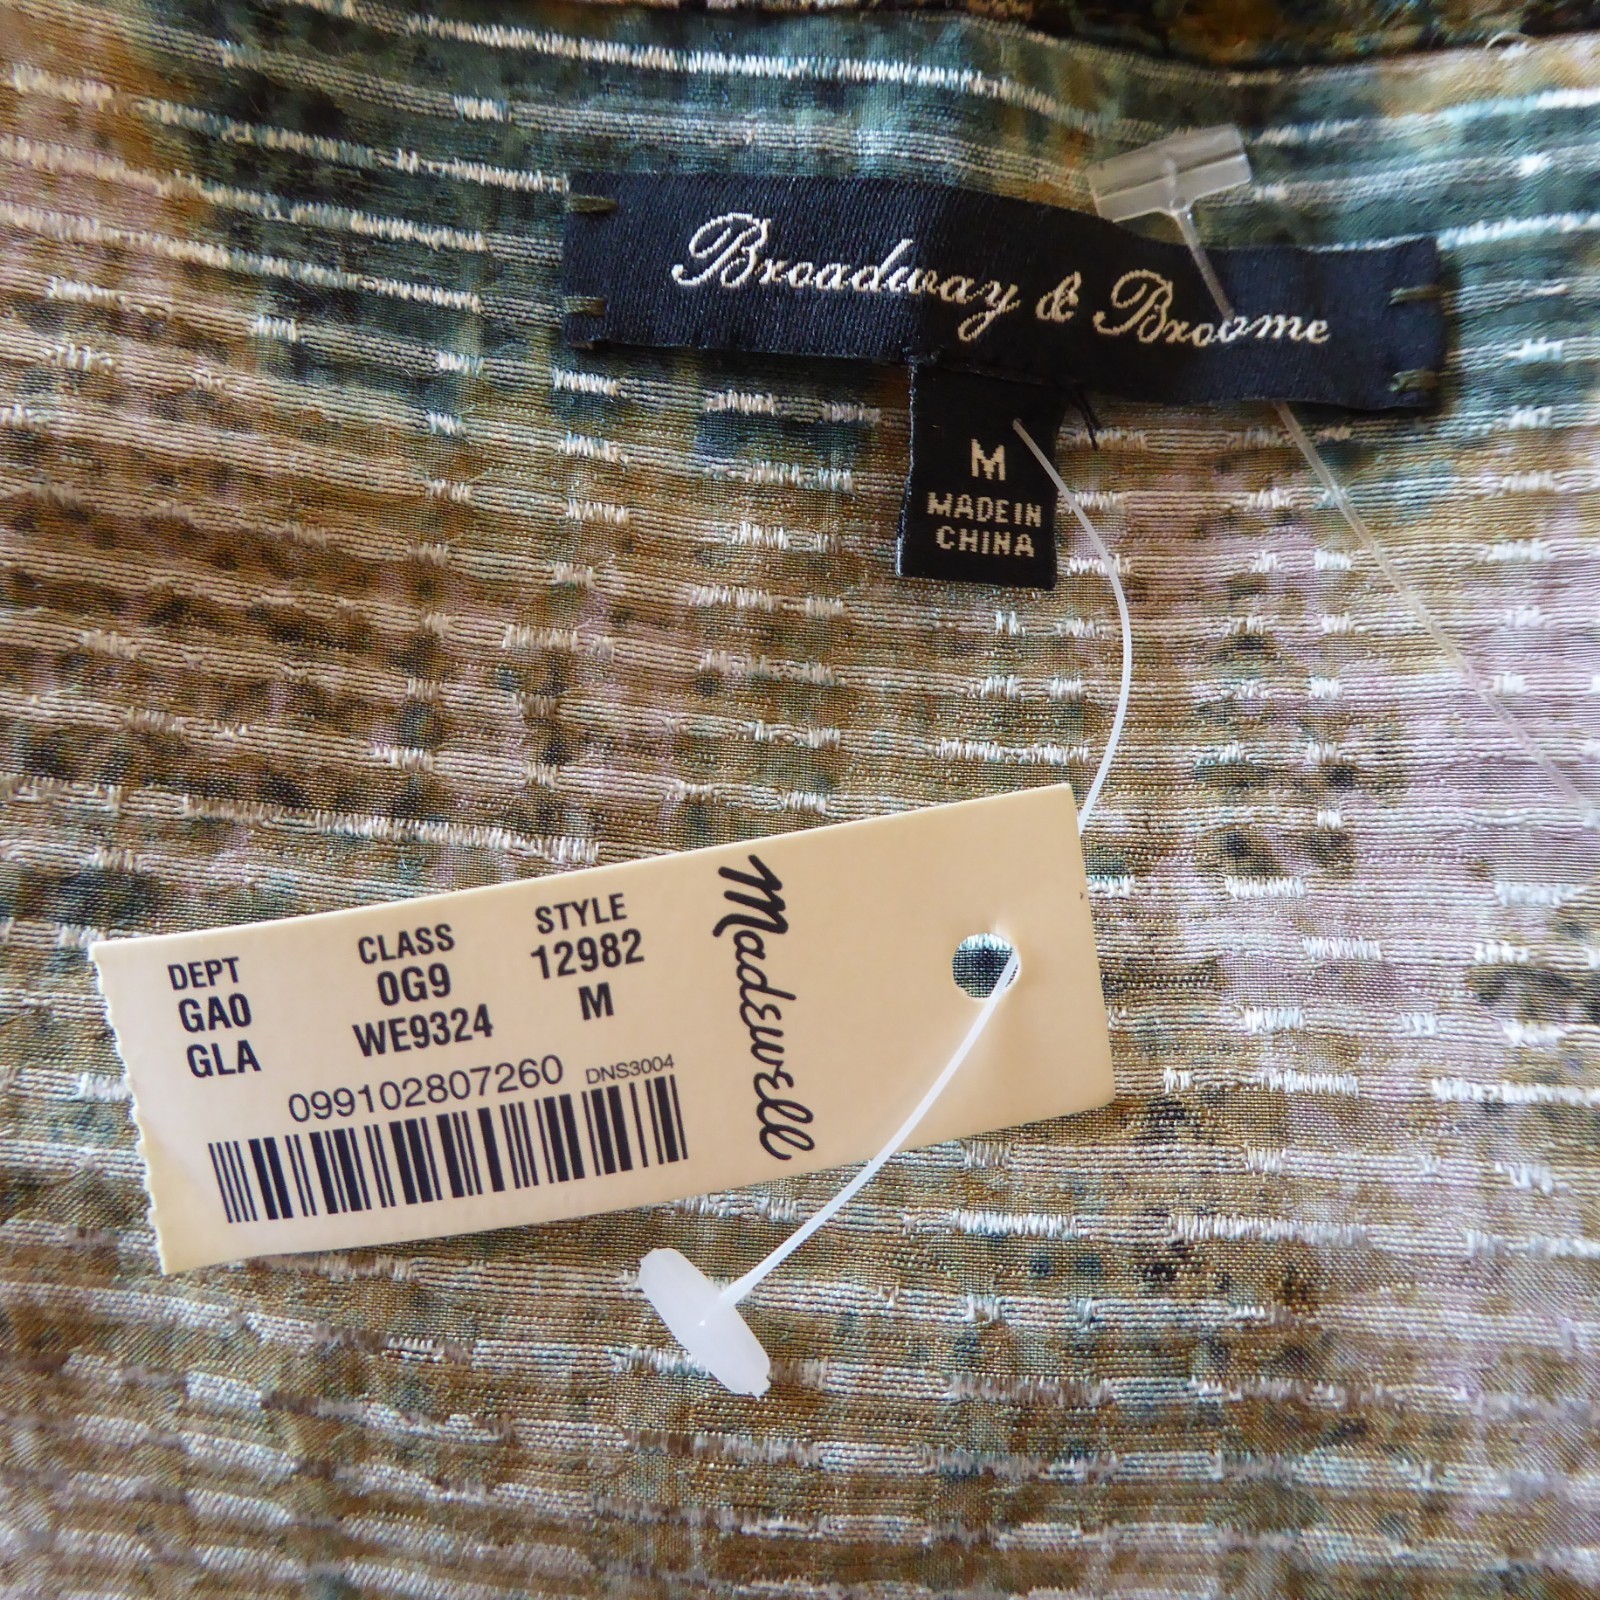 Broadway & Broome
M
MADE IN
CHINA
DEPT CLASS STYLE
GA0 0G9 12982
GLA WE9324 M
099102807260 DNS3004
Madewell